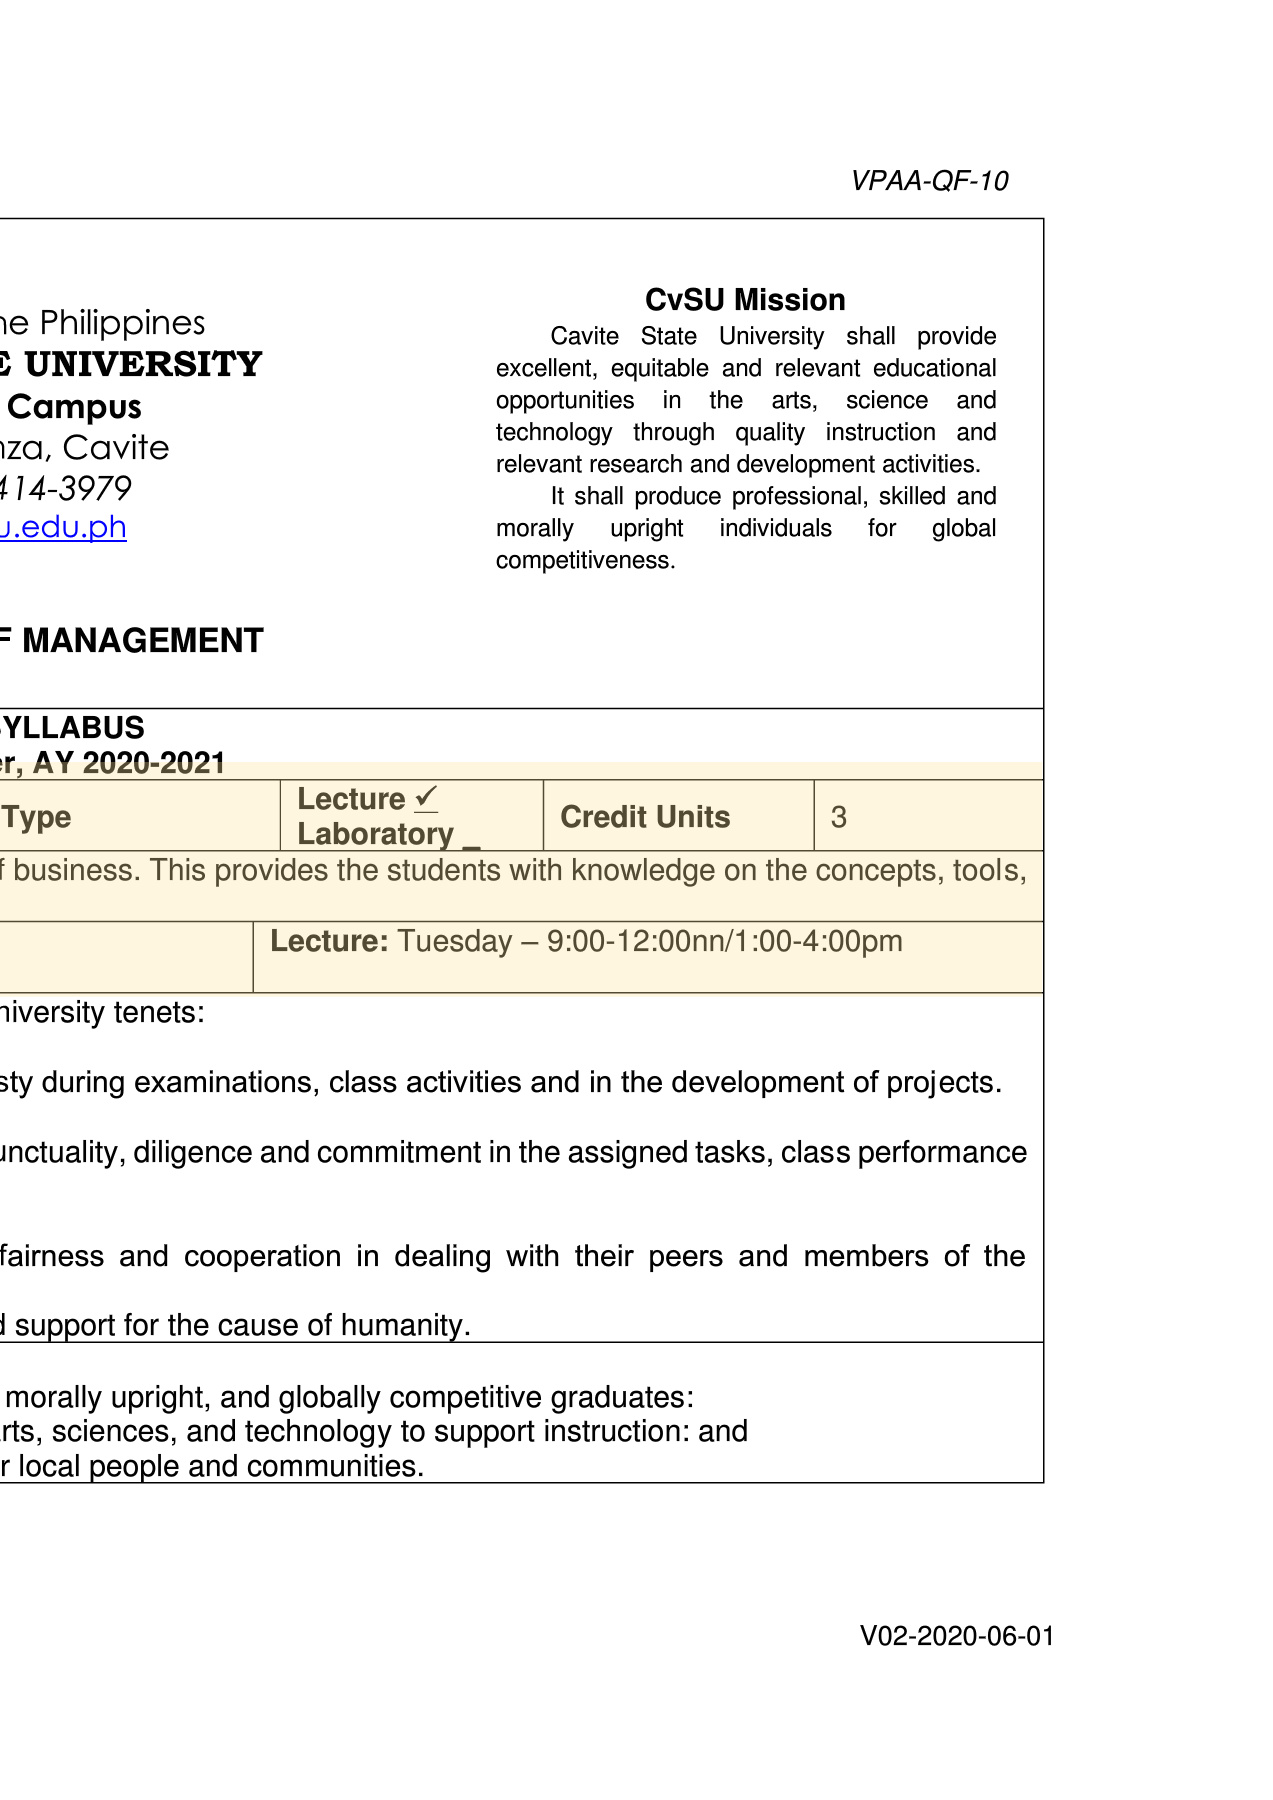 VPAA-QF-10
ne Philippines
E UNIVERSITY
Campus
nza, Cavite
414-3979
u.edu.ph
CvSU Mission
Cavite State University shall provide
excellent, equitable and relevant educational
opportunities in the arts, science and
technology through quality instruction and
relevant research and development activities.
It shall produce professional, skilled and
morally upright individuals for global
competitiveness.
F MANAGEMENT
SYLLABUS
er, AY 2020-2021
Type
Lecture ✓
Laboratory _
Credit Units
3
f business. This provides the students with knowledge on the concepts, tools,
Lecture: Tuesday – 9:00-12:00nn/1:00-4:00pm
niversity tenets:
sty during examinations, class activities and in the development of projects.
unctuality, diligence and commitment in the assigned tasks, class performance
fairness and cooperation in dealing with their peers and members of the
d support for the cause of humanity.
morally upright, and globally competitive graduates:
rts, sciences, and technology to support instruction: and
r local people and communities.
V02-2020-06-01